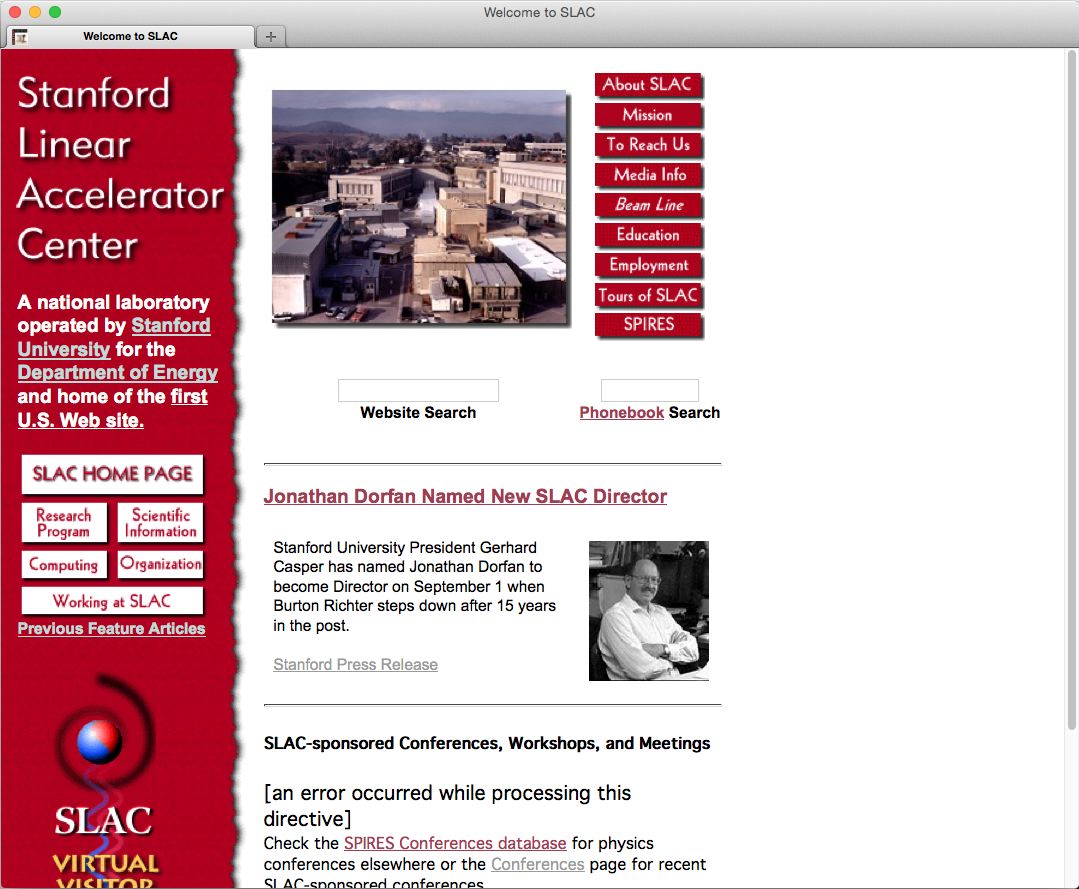 Welcome to SLAC
Welcome to SLAC
Stanford
Linear
Accelerator
Center
A national laboratory
operated by Stanford
University for the
Department of Energy
and home of the first
U.S. Web site.
SLAC HOME PAGE
Research
Program
Scientific
Information
Computing
Organization
Working at SLAC
Previous Feature Articles
SLAC
VIRTUAL
VISITOR
About SLAC
Mission
To Reach Us
Media Info
Beam Line
Education
Employment
Tours of SLAC
SPIRES
Website Search
Phonebook Search
Jonathan Dorfan Named New SLAC Director
Stanford University President Gerhard
Casper has named Jonathan Dorfan to
become Director on September 1 when
Burton Richter steps down after 15 years
in the post.
Stanford Press Release
SLAC-sponsored Conferences, Workshops, and Meetings
[an error occurred while processing this
directive]
Check the SPIRES Conferences database for physics
conferences elsewhere or the Conferences page for recent
SLAC-sponsored conferences